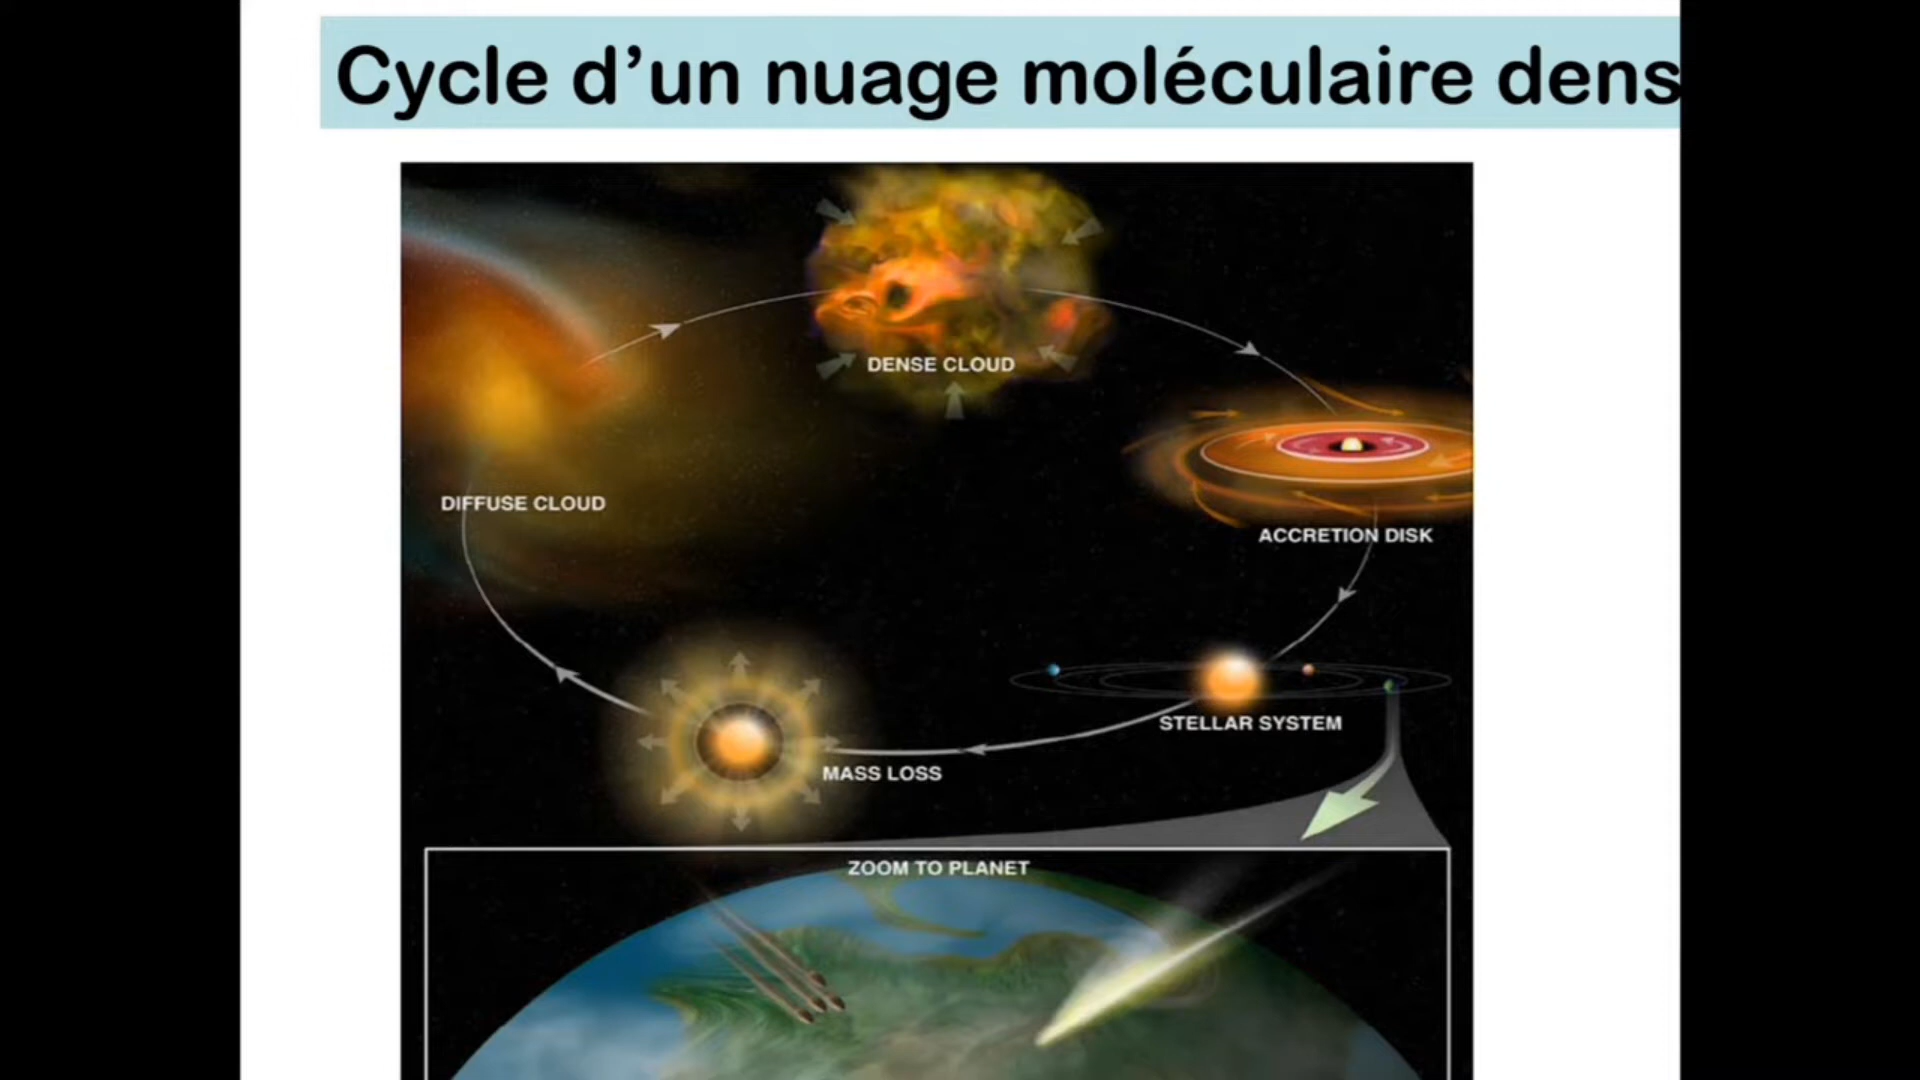 Cycle d’un nuage moléculaire dens
DENSE CLOUD
DIFFUSE CLOUD
ACCRETION DISK
STELLAR SYSTEM
MASS LOSS
ZOOM TO PLANET